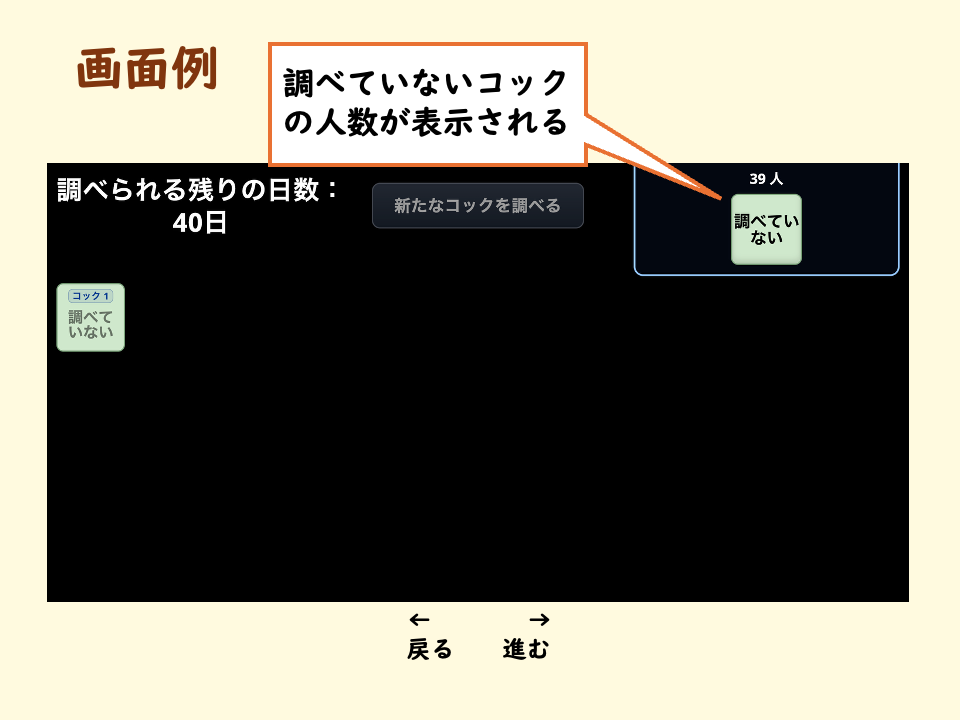 画面例
調べていないコック
の人数が表示される
調べられる残りの日数：
40日
新たなコックを調べる
39 人
調べてい
ない
コック 1
調べて
いない
← →
戻る 進む